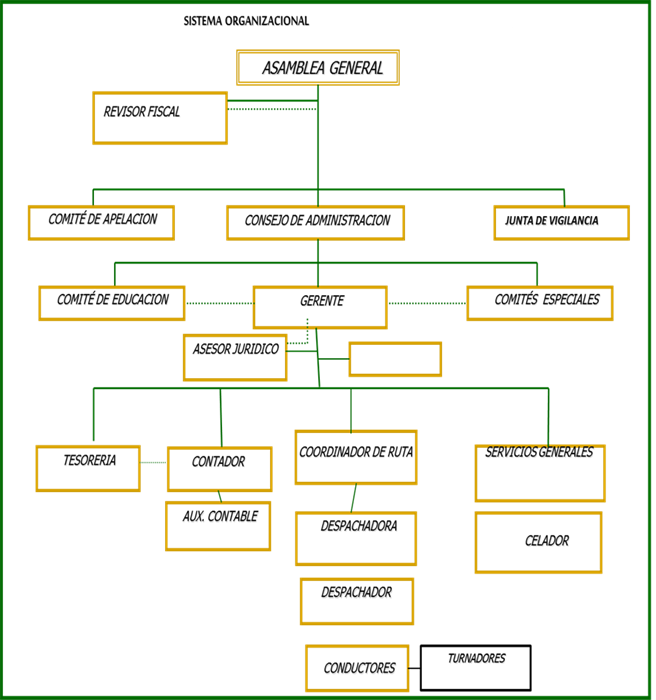 SISTEMA ORGANIZACIONAL
ASAMBLEA GENERAL
REVISOR FISCAL
COMITÉ DE APELACION
CONSEJO DE ADMINISTRACION
JUNTA DE VIGILANCIA
COMITÉ DE EDUCACION
GERENTE
COMITÉS ESPECIALES
ASESOR JURIDICO
TESORERIA
CONTADOR
COORDINADOR DE RUTA
SERVICIOS GENERALES
AUX. CONTABLE
DESPACHADORA
CELADOR
DESPACHADOR
CONDUCTORES
TURNADORES